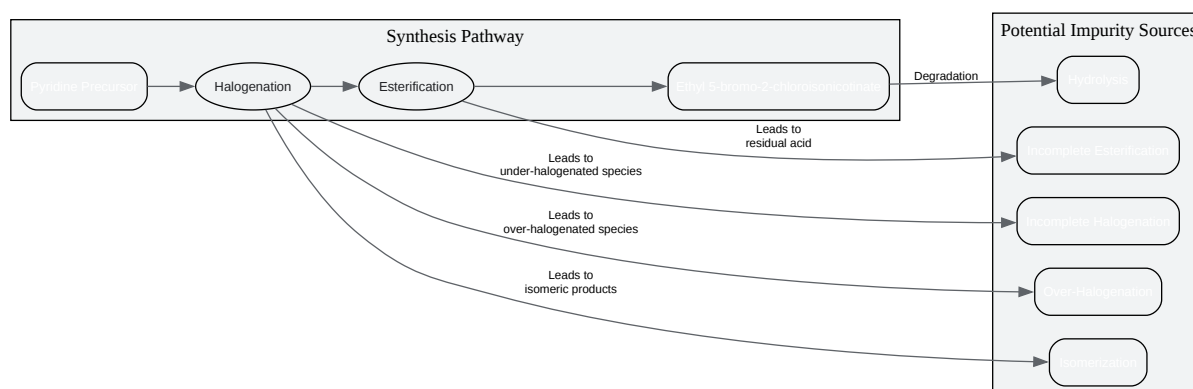 Synthesis Pathway
Potential Impurity Sources
Pyridine Precursor
Halogenation
Esterification
Ethyl 5-bromo-2-chloroisonicotinate
Degradation
Hydrolysis
Leads to
residual acid
Incomplete Esterification
Leads to
under-halogenated species
Incomplete Halogenation
Leads to
over-halogenated species
Over-Halogenation
Leads to
isomeric products
Isomerization